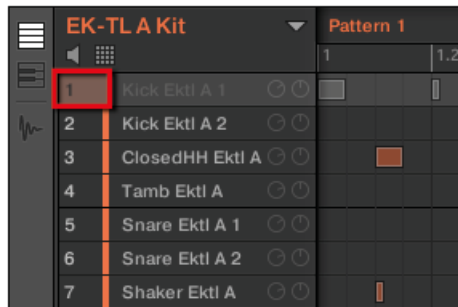 EK-TL A Kit Pattern 1
1 1.2
1 Kick Ektl A 1
2 Kick Ektl A 2
3 ClosedHH Ektl A
4 Tamb Ektl A
5 Snare Ektl A 1
6 Snare Ektl A 2
7 Shaker Ektl A